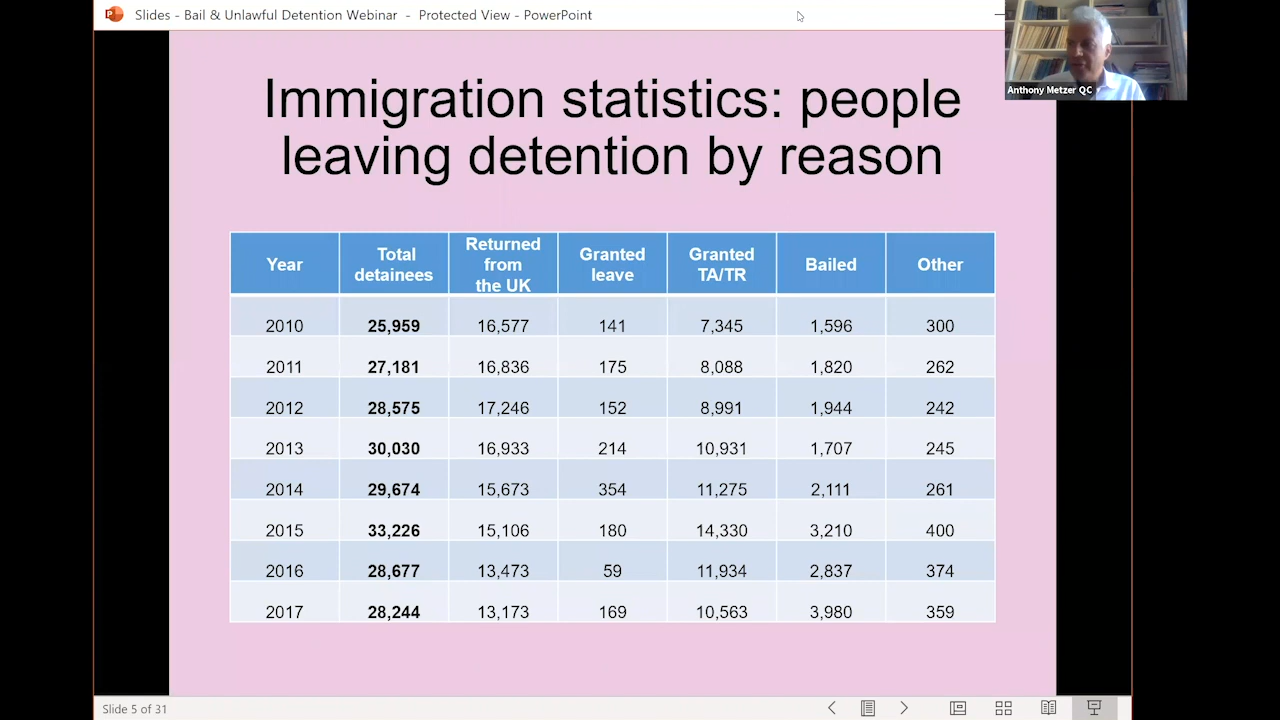 Slides - Bail & Unlawful Detention Webinar - Protected View - PowerPoint
Anthony Metzer QC
Immigration statistics: people
leaving detention by reason
Year Total detainees Returned from the UK Granted leave Granted TA/TR Bailed Other
2010 25,959 16,577 141 7,345 1,596 300
2011 27,181 16,836 175 8,088 1,820 262
2012 28,575 17,246 152 8,991 1,944 242
2013 30,030 16,933 214 10,931 1,707 245
2014 29,674 15,673 354 11,275 2,111 261
2015 33,226 15,106 180 14,330 3,210 400
2016 28,677 13,473 59 11,934 2,837 374
2017 28,244 13,173 169 10,563 3,980 359
Slide 5 of 31